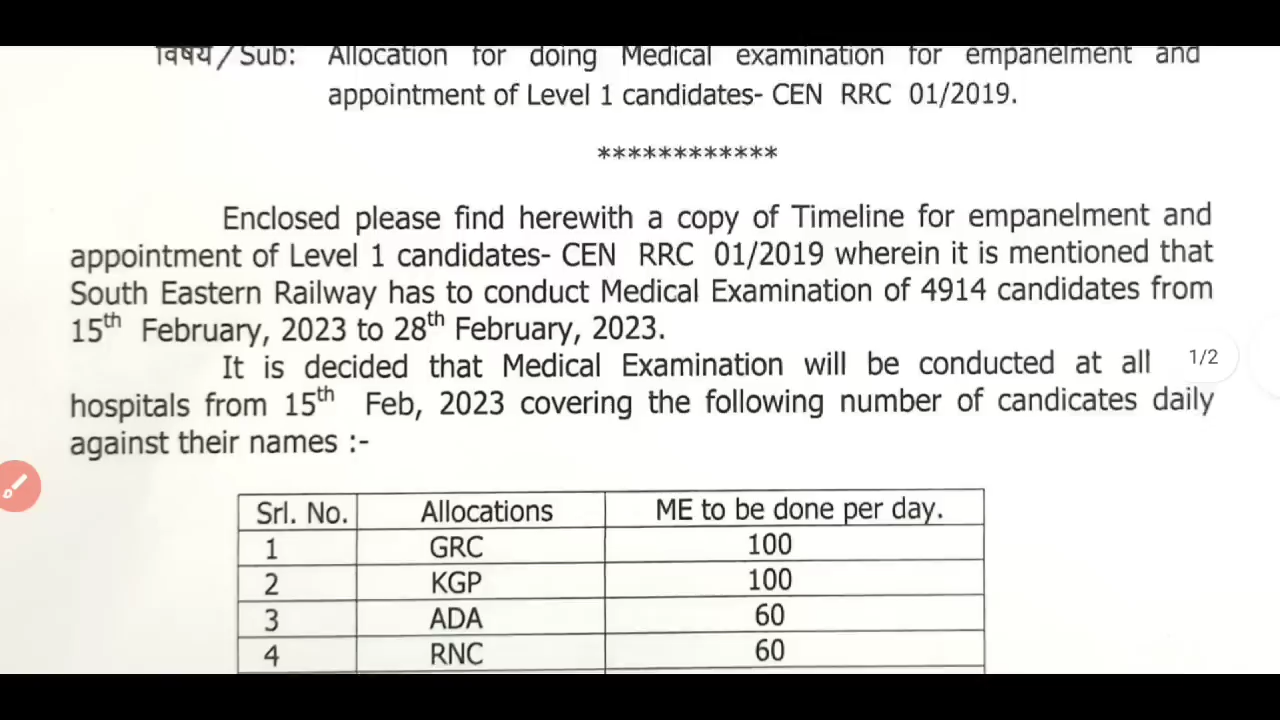 विषय / Sub: Allocation for doing Medical examination for empanelment and
appointment of Level 1 candidates- CEN RRC 01/2019.
************
Enclosed please find herewith a copy of Timeline for empanelment and
appointment of Level 1 candidates- CEN RRC 01/2019 wherein it is mentioned that
South Eastern Railway has to conduct Medical Examination of 4914 candidates from
15th February, 2023 to 28th February, 2023.
It is decided that Medical Examination will be conducted at all
1/2
hospitals from 15th Feb, 2023 covering the following number of candicates daily
against their names :-
Srl. No. Allocations ME to be done per day.
1 GRC 100
2 KGP 100
3 ADA 60
4 RNC 60